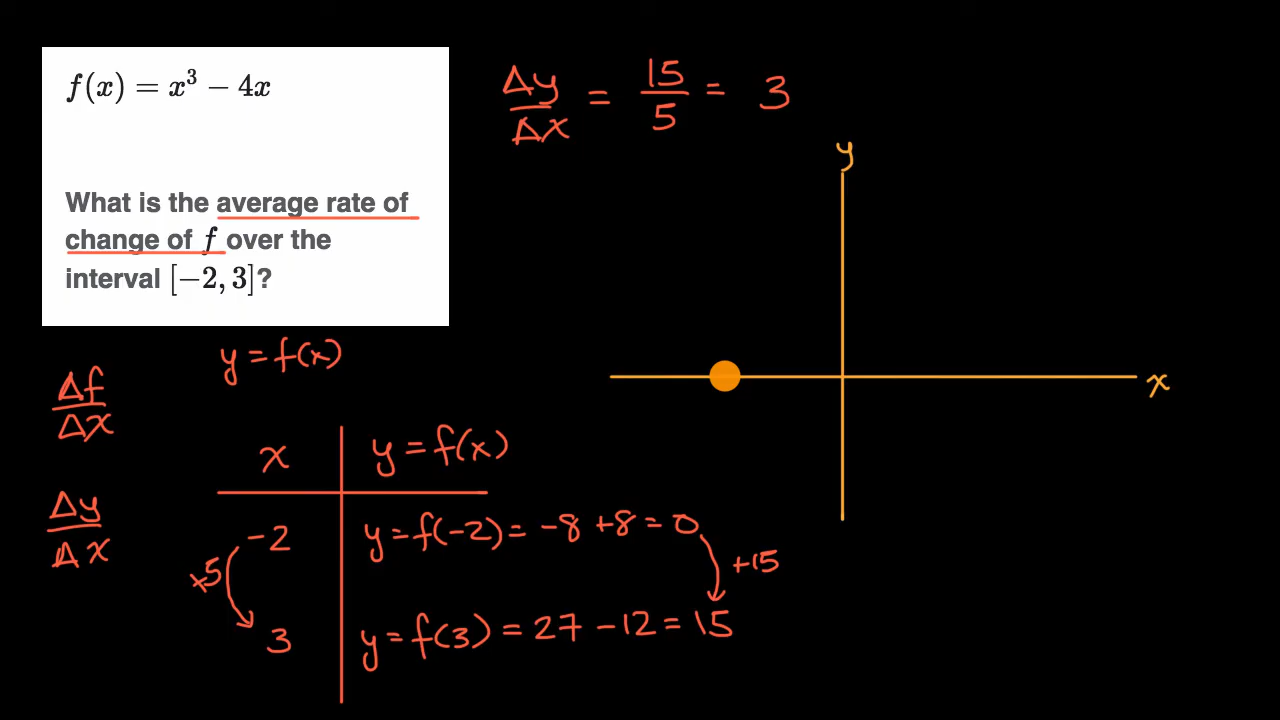 f(x) = x³ − 4x
What is the average rate of
change of f over the
interval [−2, 3]?
Δy/Δx = 15/5 = 3
y
x
y = f(x)
Δf/Δx
Δy/Δx
x y = f(x)
-2 y = f(-2) = -8 +8 = 0
+5 +15
3 y = f(3) = 27 - 12 = 15